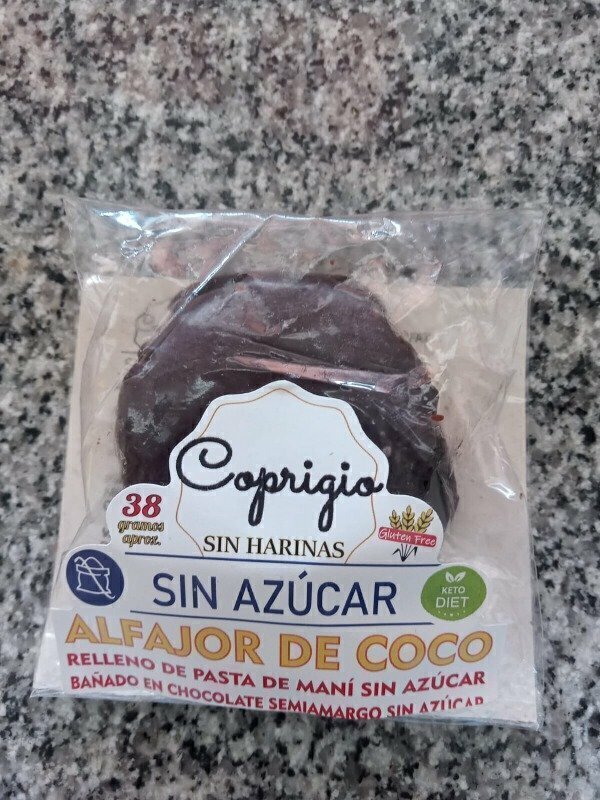 Coprigio
38
gramos
aprox.
SIN HARINAS
Gluten Free
SIN AZÚCAR
KETO
DIET
ALFAJOR DE COCO
RELLENO DE PASTA DE MANÍ SIN AZÚCAR
BAÑADO EN CHOCOLATE SEMIAMARGO SIN AZÚCAR